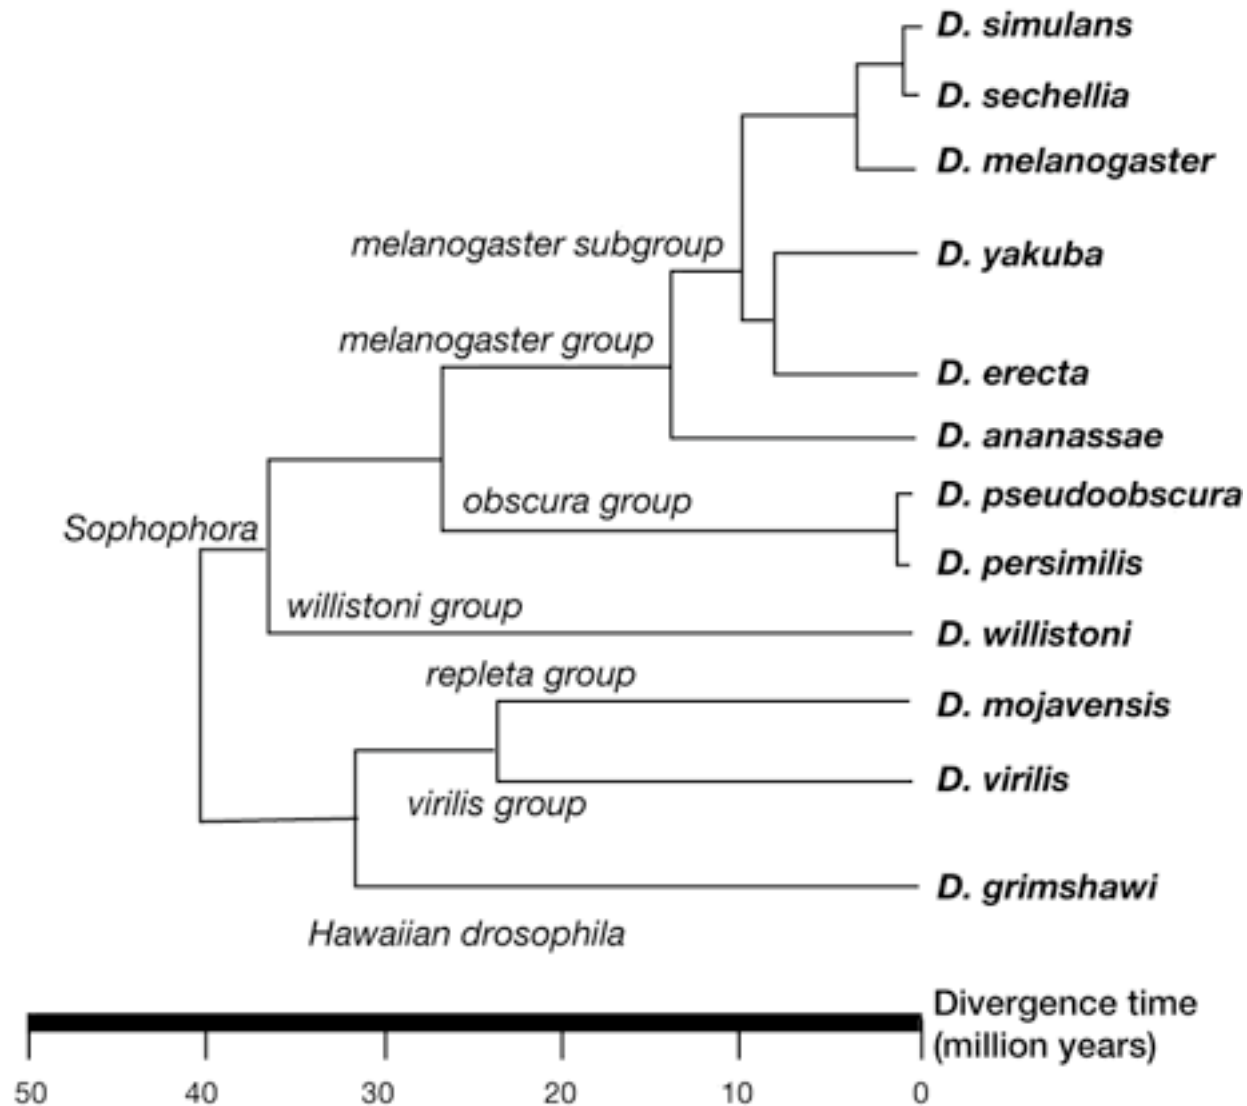 D. simulans
D. sechellia
D. melanogaster
melanogaster subgroup
D. yakuba
melanogaster group
D. erecta
D. ananassae
obscura group
D. pseudoobscura
Sophophora
D. persimilis
willistoni group
D. willistoni
repleta group
D. mojavensis
D. virilis
virilis group
D. grimshawi
Hawaiian drosophila
Divergence time
(million years)
50 40 30 20 10 0